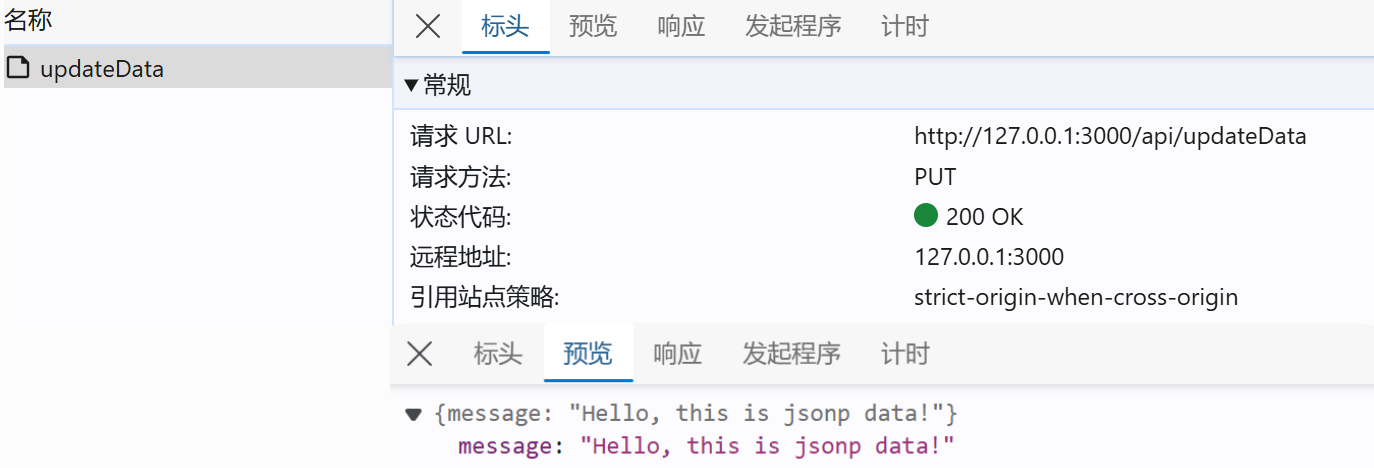 名称
updateData
标头 预览 响应 发起程序 计时
常规
请求 URL: http://127.0.0.1:3000/api/updateData
请求方法: PUT
状态代码: 200 OK
远程地址: 127.0.0.1:3000
引用站点策略: strict-origin-when-cross-origin
标头 预览 响应 发起程序 计时
{message: "Hello, this is jsonp data!"}
message: "Hello, this is jsonp data!"